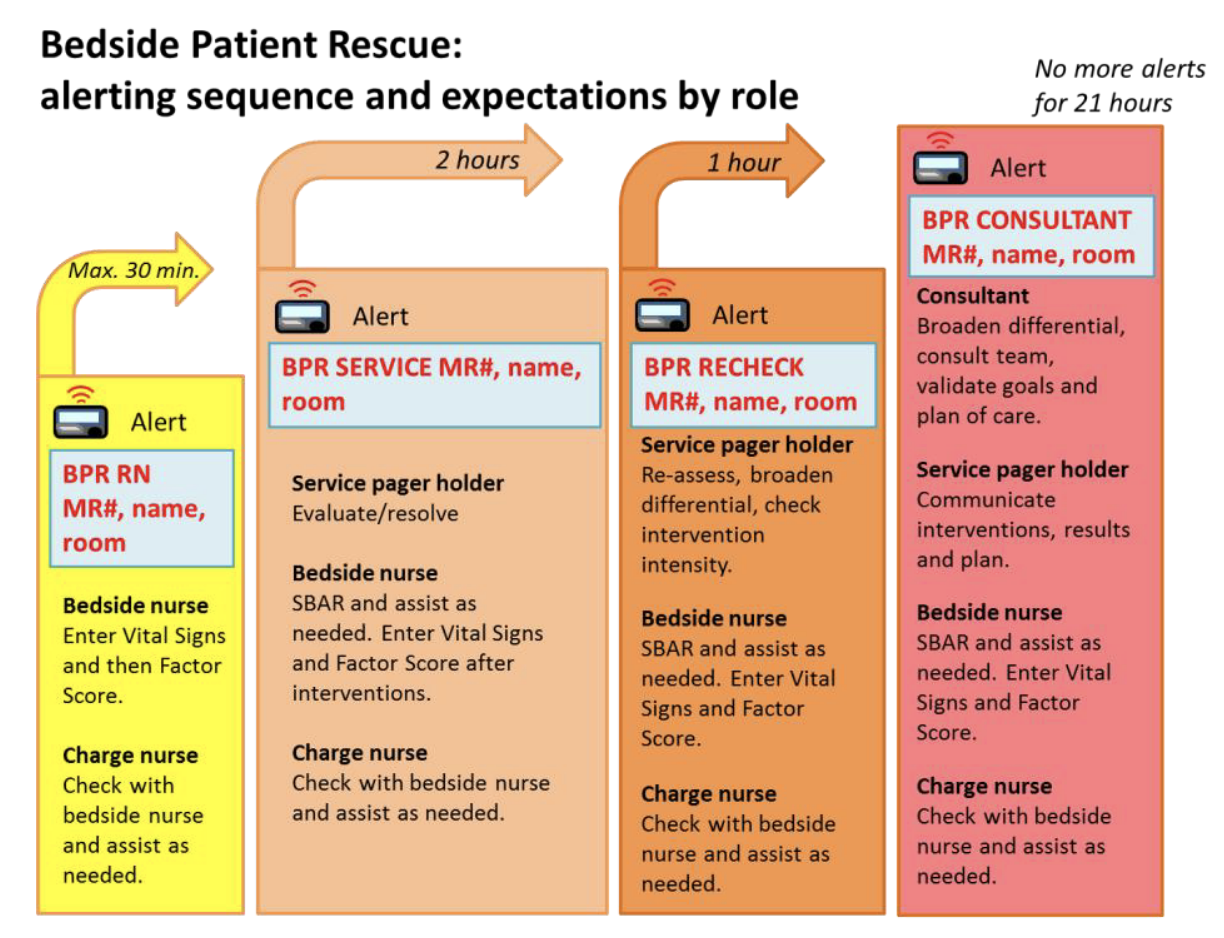 Bedside Patient Rescue:
alerting sequence and expectations by role
No more alerts
for 21 hours
Max. 30 min.
Alert
BPR RN
MR#, name,
room
Bedside nurse
Enter Vital Signs
and then Factor
Score.
Charge nurse
Check with
bedside nurse
and assist as
needed.
2 hours
Alert
BPR SERVICE MR#, name,
room
Service pager holder
Evaluate/resolve
Bedside nurse
SBAR and assist as
needed. Enter Vital Signs
and Factor Score after
interventions.
Charge nurse
Check with bedside nurse
and assist as needed.
1 hour
Alert
BPR RECHECK
MR#, name, room
Service pager holder
Re-assess, broaden
differential, check
intervention
intensity.
Bedside nurse
SBAR and assist as
needed. Enter Vital
Signs and Factor
Score.
Charge nurse
Check with bedside
nurse and assist as
needed.
Alert
BPR CONSULTANT
MR#, name, room
Consultant
Broaden differential,
consult team,
validate goals and
plan of care.
Service pager holder
Communicate
interventions, results
and plan.
Bedside nurse
SBAR and assist as
needed. Enter Vital
Signs and Factor
Score.
Charge nurse
Check with bedside
nurse and assist as
needed.